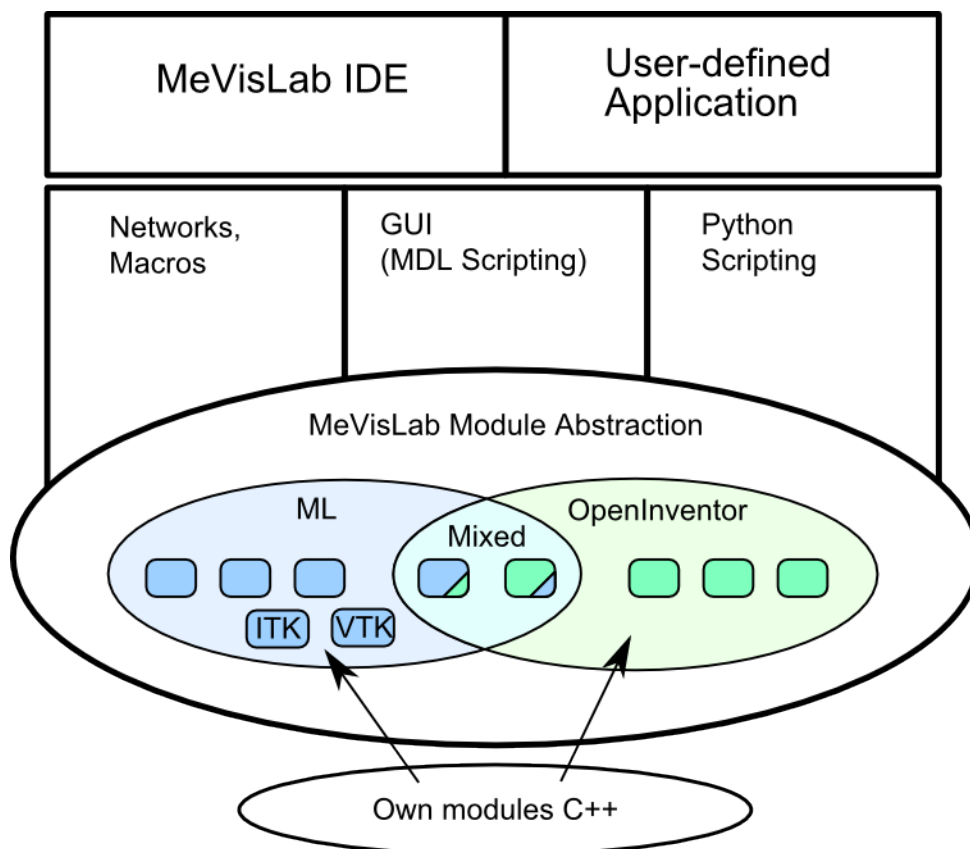 MeVisLab IDE
User-defined
Application
Networks,
Macros
GUI
(MDL Scripting)
Python
Scripting
MeVisLab Module Abstraction
ML
Mixed
OpenInventor
ITK
VTK
Own modules C++